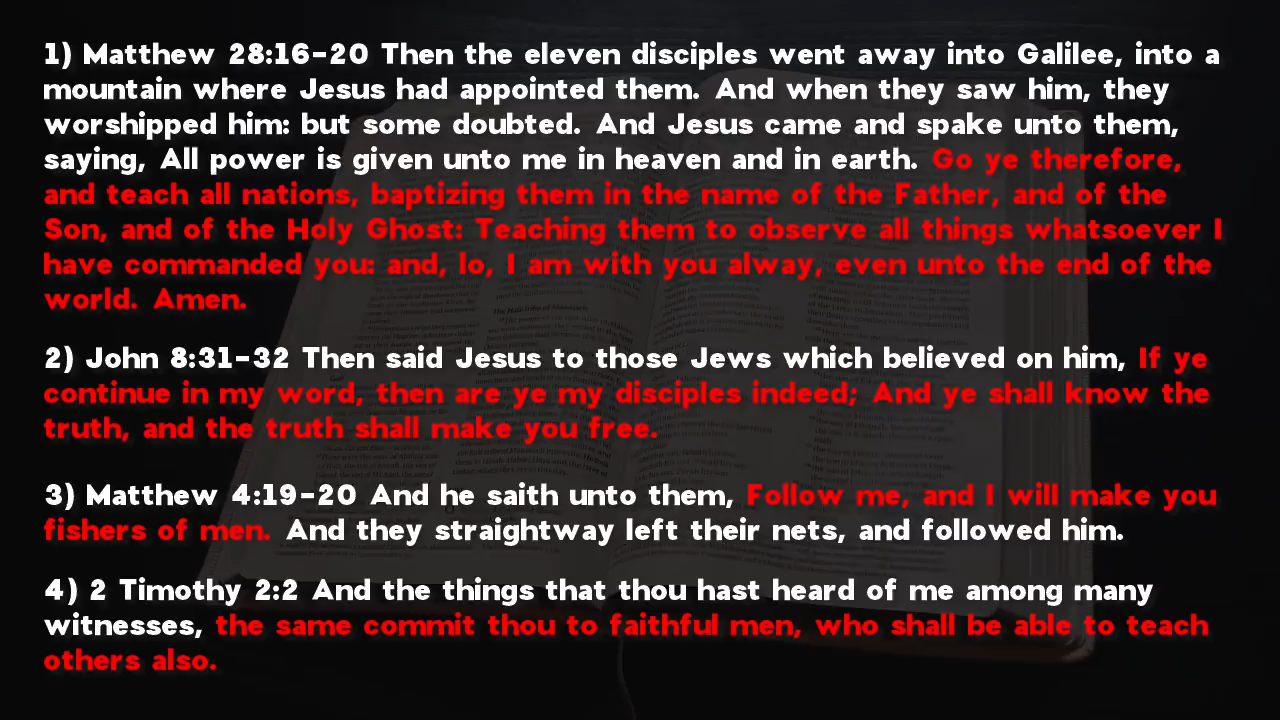 1) Matthew 28:16-20 Then the eleven disciples went away into Galilee, into a
mountain where Jesus had appointed them. And when they saw him, they
worshipped him: but some doubted. And Jesus came and spake unto them,
saying, All power is given unto me in heaven and in earth. Go ye therefore,
and teach all nations, baptizing them in the name of the Father, and of the
Son, and of the Holy Ghost: Teaching them to observe all things whatsoever I
have commanded you: and, lo, I am with you alway, even unto the end of the
world. Amen.
2) John 8:31-32 Then said Jesus to those Jews which believed on him, If ye
continue in my word, then are ye my disciples indeed; And ye shall know the
truth, and the truth shall make you free.
3) Matthew 4:19-20 And he saith unto them, Follow me, and I will make you
fishers of men. And they straightway left their nets, and followed him.
4) 2 Timothy 2:2 And the things that thou hast heard of me among many
witnesses, the same commit thou to faithful men, who shall be able to teach
others also.